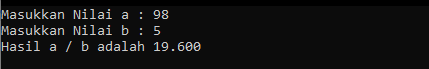 Masukkan Nilai a : 98
Masukkan Nilai b : 5
Hasil a / b adalah 19.600